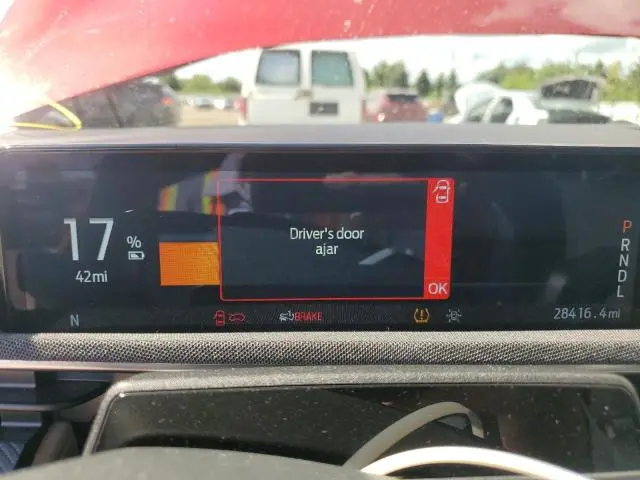 17 %
42mi
Driver's door
ajar
OK
P
R
N
D
L
N
BRAKE
28416.4mi